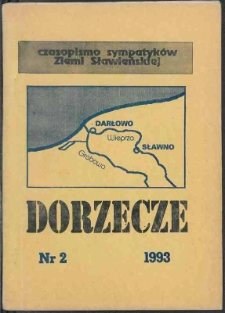 czasopismo sympatyków
Ziemi Sławieńskiej
DARŁOWO
Wieprza
SŁAWNO
Grabowa
DORZECZE
Nr 2 1993